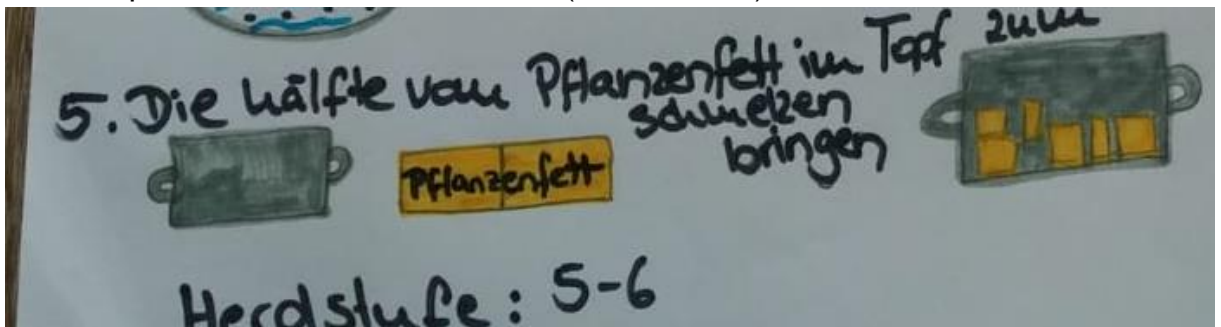 5. Die hälfte vom Pflanzenfett im Topf zum
schmelzen
bringen
Pflanzenfett
Herdstufe: 5-6